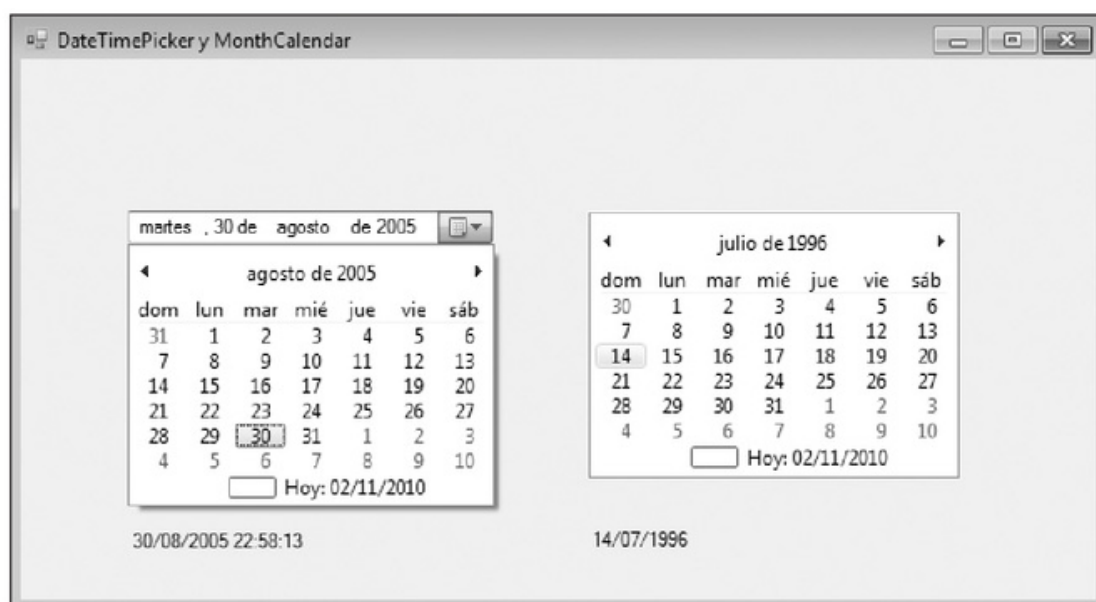 DateTimePicker y MonthCalendar
martes , 30 de agosto de 2005
agosto de 2005
dom lun mar mié jue vie sáb
31 1 2 3 4 5 6
7 8 9 10 11 12 13
14 15 16 17 18 19 20
21 22 23 24 25 26 27
28 29 30 31 1 2 3
4 5 6 7 8 9 10
Hoy: 02/11/2010
30/08/2005 22:58:13
julio de 1996
dom lun mar mié jue vie sáb
30 1 2 3 4 5 6
7 8 9 10 11 12 13
14 15 16 17 18 19 20
21 22 23 24 25 26 27
28 29 30 31 1 2 3
4 5 6 7 8 9 10
Hoy: 02/11/2010
14/07/1996